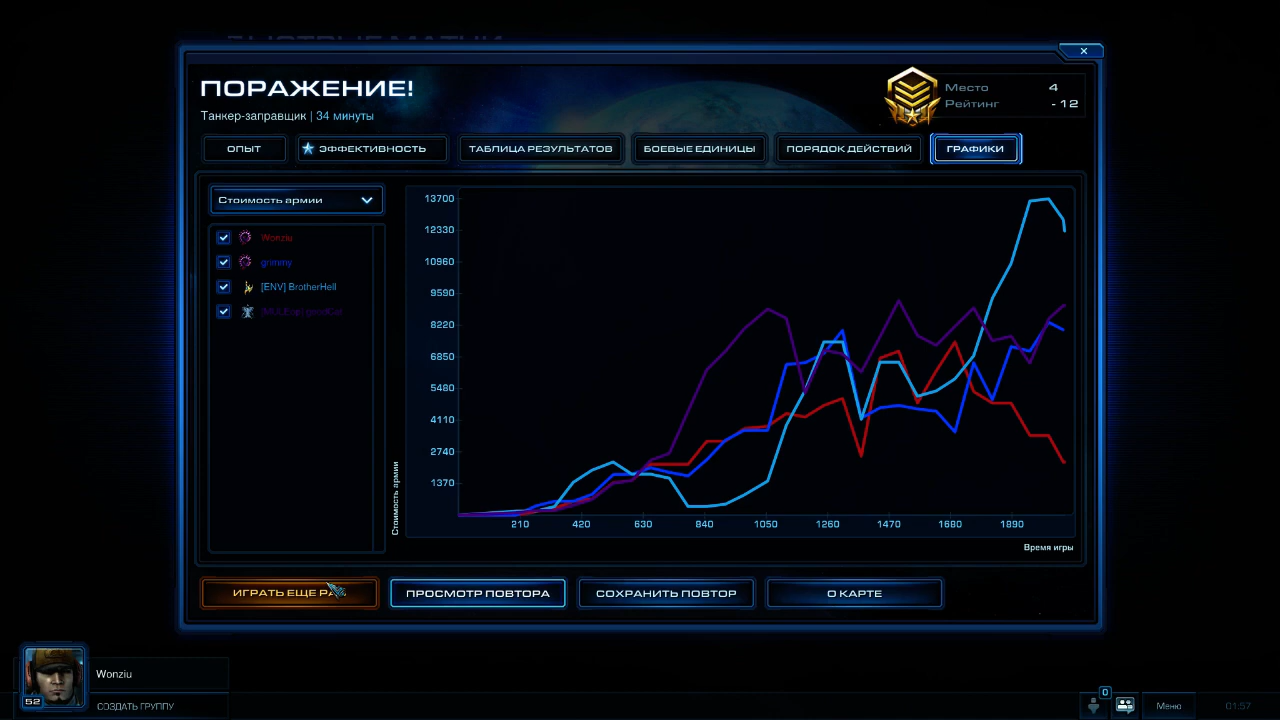 ПОРАЖЕНИЕ!
Танкер-заправщик | 34 минуты
Место 4
Рейтинг - 12
ОПЫТ
ЭФФЕКТИВНОСТЬ
ТАБЛИЦА РЕЗУЛЬТАТОВ
БОЕВЫЕ ЕДИНИЦЫ
ПОРЯДОК ДЕЙСТВИЙ
ГРАФИКИ
Стоимость армии
Wonziu
grimmy
[ENV] BrotherHell
13700
12330
10960
9590
8220
6850
5480
4110
2740
1370
Стоимость армии
210 420 630 840 1050 1260 1470 1680 1890
Время игры
ИГРАТЬ ЕЩЕ
ПРОСМОТР ПОВТОРА
СОХРАНИТЬ ПОВТОР
О КАРТЕ
52
Wonziu
СОЗДАТЬ ГРУППУ
0
Меню
01:57